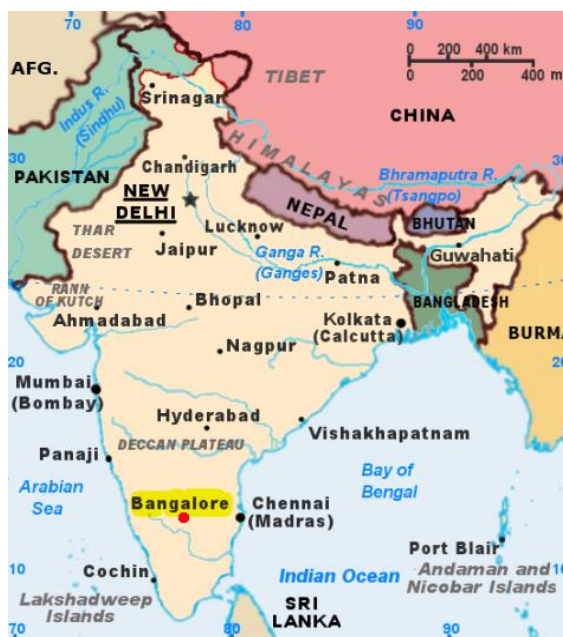 70
80
90
0 200 400 km
0 200 400 m
AFG.
TIBET
Srinagar
Indus R.
(Sindhu)
CHINA
HIMALAYAS
30
Chandigarh
30
PAKISTAN
Bhramaputra R.
(Tsangpo)
NEW
DELHI
NEPAL
BHUTAN
THAR
DESERT
Lucknow
Jaipur
Ganga R.
(Ganges)
Guwahati
Patna
RANN
OF KUTCH
Bhopal
BANGLADESH
Ahmadabad
Kolkata
(Calcutta)
BURMA
Nagpur
20
20
Mumbai
(Bombay)
Hyderabad
DECCAN PLATEAU
Vishakhapatnam
Panaji
Arabian
Sea
Bay of
Bengal
Bangalore
Chennai
(Madras)
Port Blair
10
Cochin
Indian Ocean
Andaman and
Nicobar Islands
10
Lakshadweep
Islands
SRI
LANKA
80
90